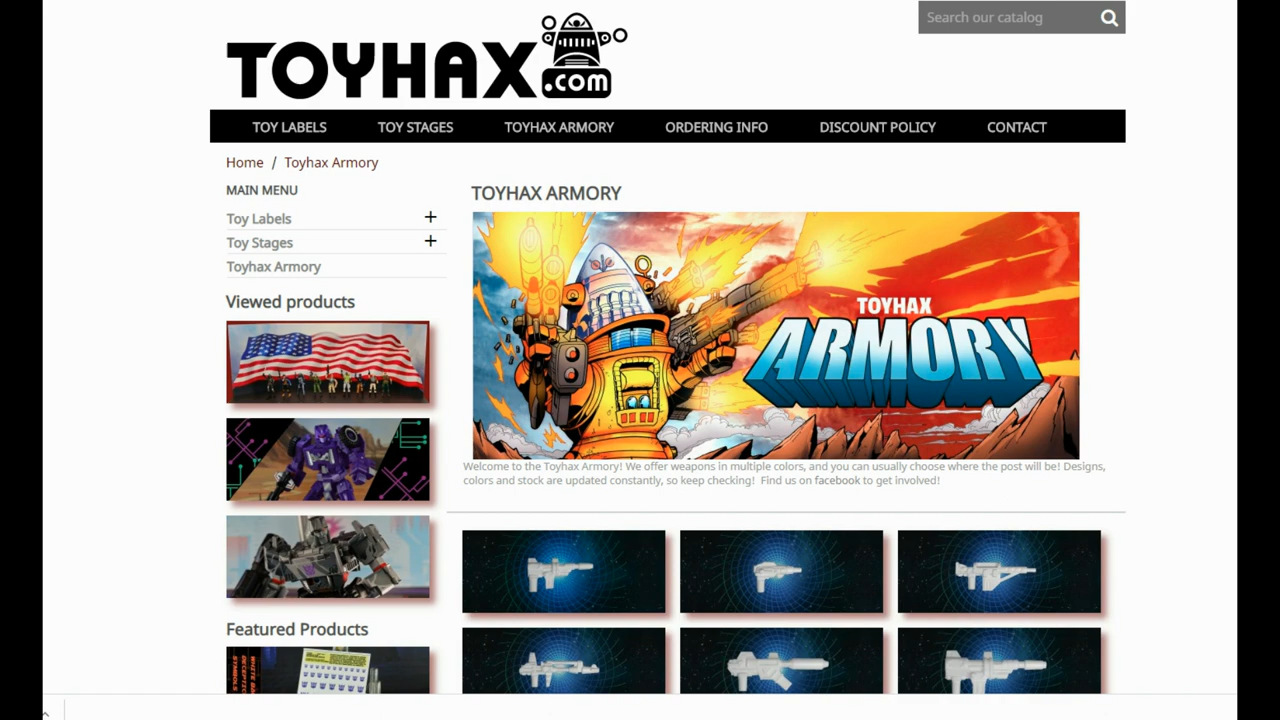 Search our catalog
TOYHAX.com
TOY LABELS TOY STAGES TOYHAX ARMORY ORDERING INFO DISCOUNT POLICY CONTACT
Home / Toyhax Armory
MAIN MENU
Toy Labels +
Toy Stages +
Toyhax Armory
Viewed products
Featured Products
TOYHAX ARMORY
TOYHAX
ARMORY
Welcome to the Toyhax Armory! We offer weapons in multiple colors, and you can usually choose where the post will be! Designs,
colors and stock are updated constantly, so keep checking! Find us on facebook to get involved!